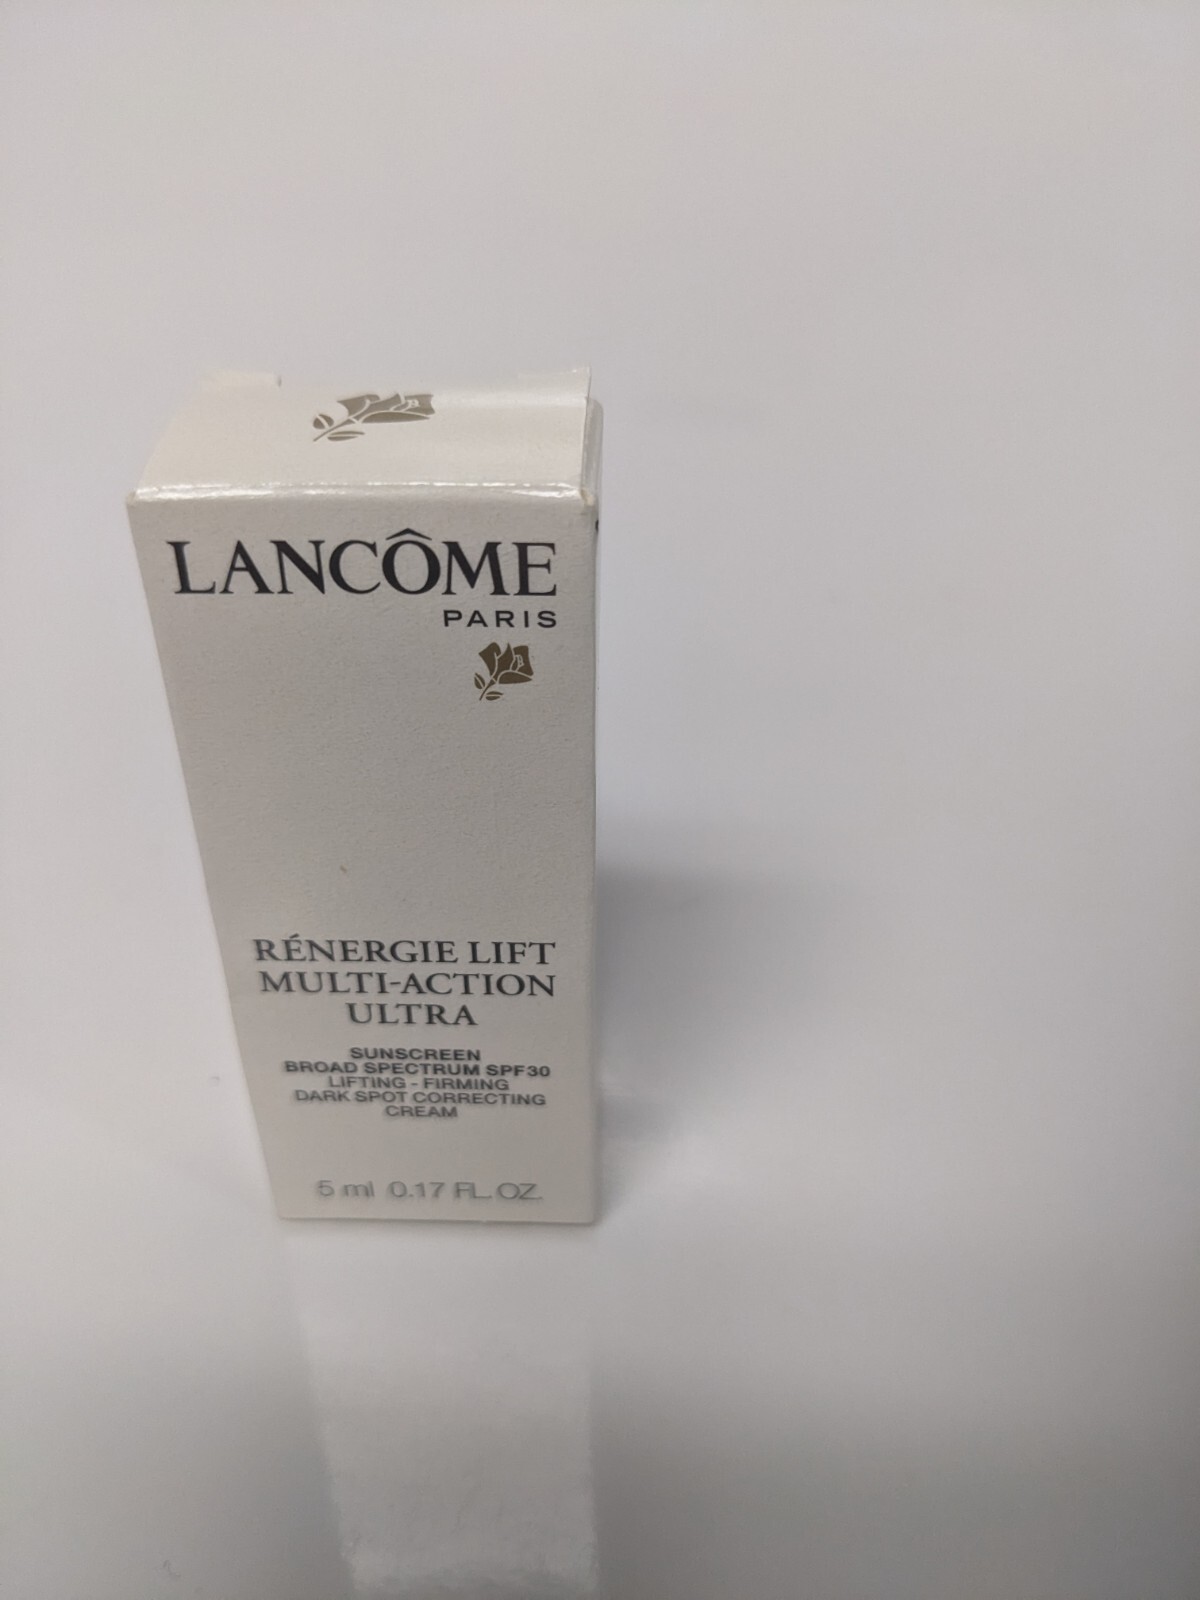 LANCÔME
PARIS
RÉNERGIE LIFT
MULTI-ACTION
ULTRA
SUNSCREEN
BROAD SPECTRUM SPF30
LIFTING - FIRMING
DARK SPOT CORRECTING
CREAM
5 ml 0.17 FL. OZ.